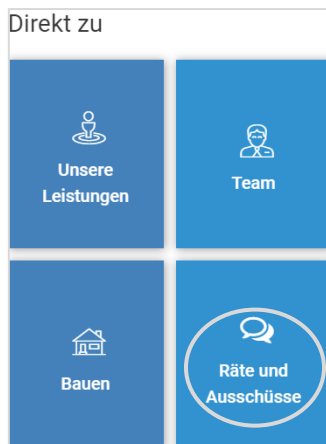 Direkt zu
Unsere
Leistungen
Team
Bauen
Räte und
Ausschüsse